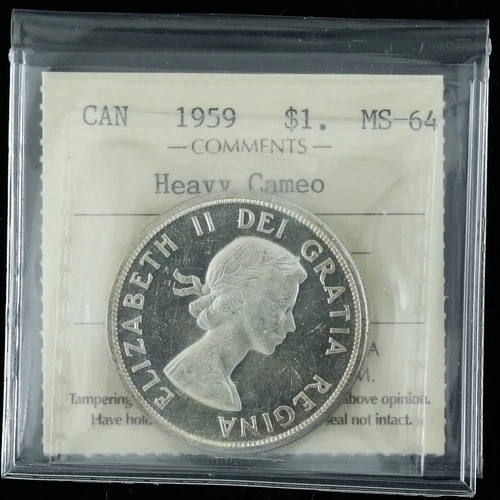 CAN 1959 $1. MS-64
COMMENTS
Heavy Cameo
ELIZABETH II DEI GRATIA REGINA
A
M.
Tampering above opinion.
Have seal not intact.